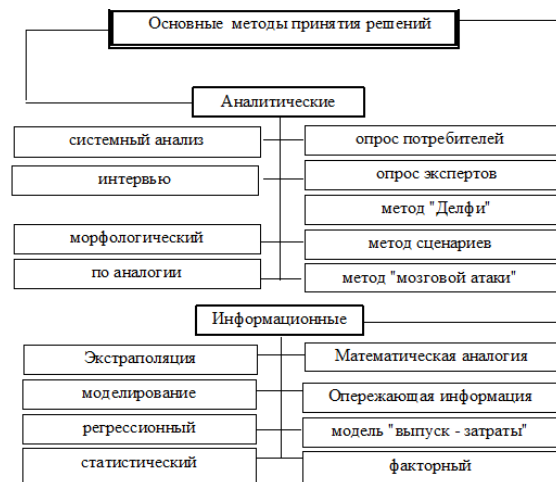 Основные методы принятия решений
Аналитические
системный анализ
опрос потребителей
интервью
опрос экспертов
метод "Делфи"
морфологический
метод сценариев
по аналогии
метод "мозговой атаки"
Информационные
Экстраполяция
Математическая аналогия
моделирование
Опережающая информация
регрессионный
модель "выпуск - затраты"
статистический
факторный